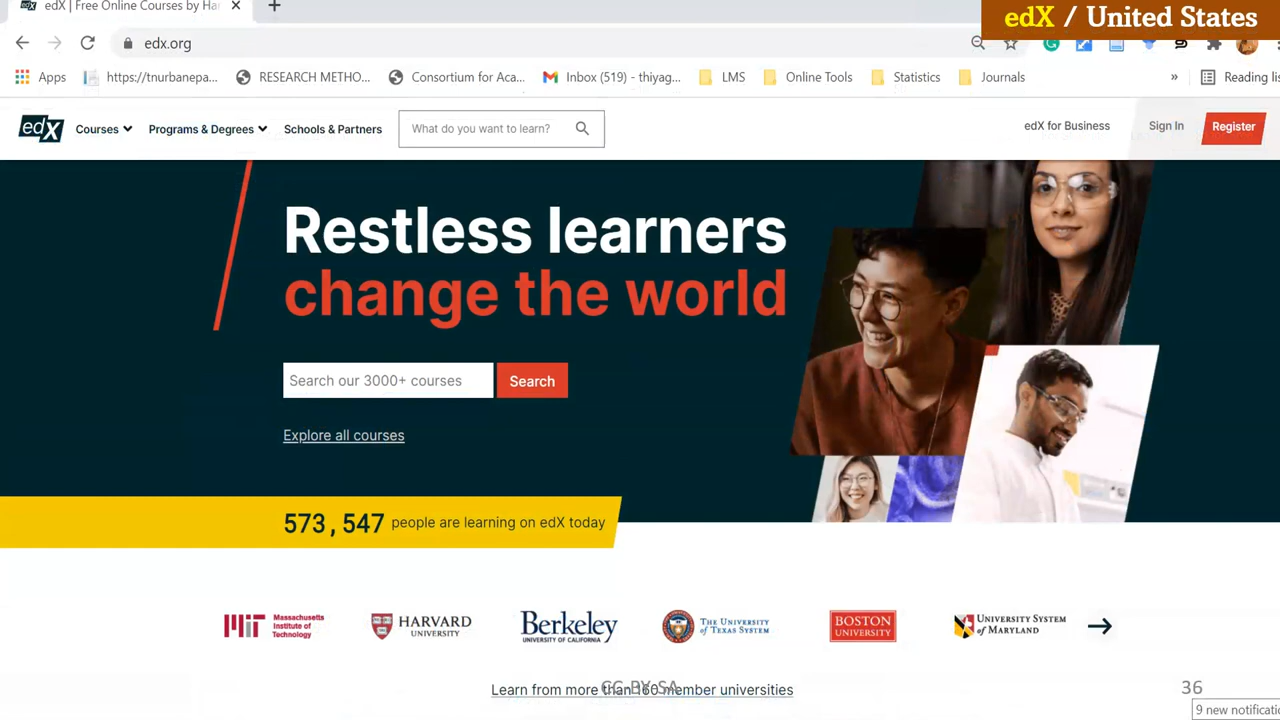 edX | Free Online Courses by Har
edX / United States
edx.org
Apps
https://tnurbanepa...
RESEARCH METHO...
Consortium for Aca...
Inbox (519) - thiyag...
LMS
Online Tools
Statistics
Journals
»
Reading lis
edX
Courses
Programs & Degrees
Schools & Partners
What do you want to learn?
edX for Business
Sign In
Register
Restless learners
change the world
Search our 3000+ courses
Search
Explore all courses
573,547 people are learning on edX today
MIT Massachusetts Institute of Technology
HARVARD UNIVERSITY
Berkeley UNIVERSITY OF CALIFORNIA
THE UNIVERSITY of TEXAS SYSTEM
BOSTON UNIVERSITY
UNIVERSITY SYSTEM of MARYLAND
Learn from more than 160 member universities
CC-BY-SA
36
9 new notificatio